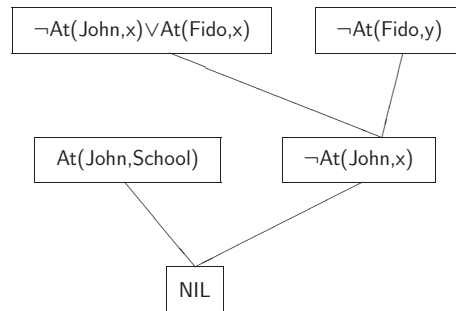 ¬At(John,x)∨At(Fido,x)
¬At(Fido,y)
At(John,School)
¬At(John,x)
NIL